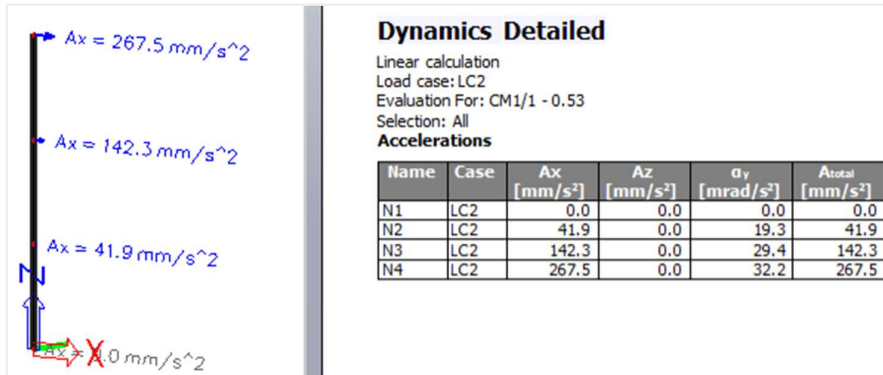 Ax = 267.5 mm/s^2
Ax = 142.3 mm/s^2
Ax = 41.9 mm/s^2
Z
Ax = 0.0 mm/s^2
X
Dynamics Detailed
Linear calculation
Load case: LC2
Evaluation For: CM1/1 - 0.53
Selection: All
Accelerations
Name Case Ax [mm/s²] Az [mm/s²] αy [mrad/s²] Atotal [mm/s²]
N1 LC2 0.0 0.0 0.0 0.0
N2 LC2 41.9 0.0 19.3 41.9
N3 LC2 142.3 0.0 29.4 142.3
N4 LC2 267.5 0.0 32.2 267.5